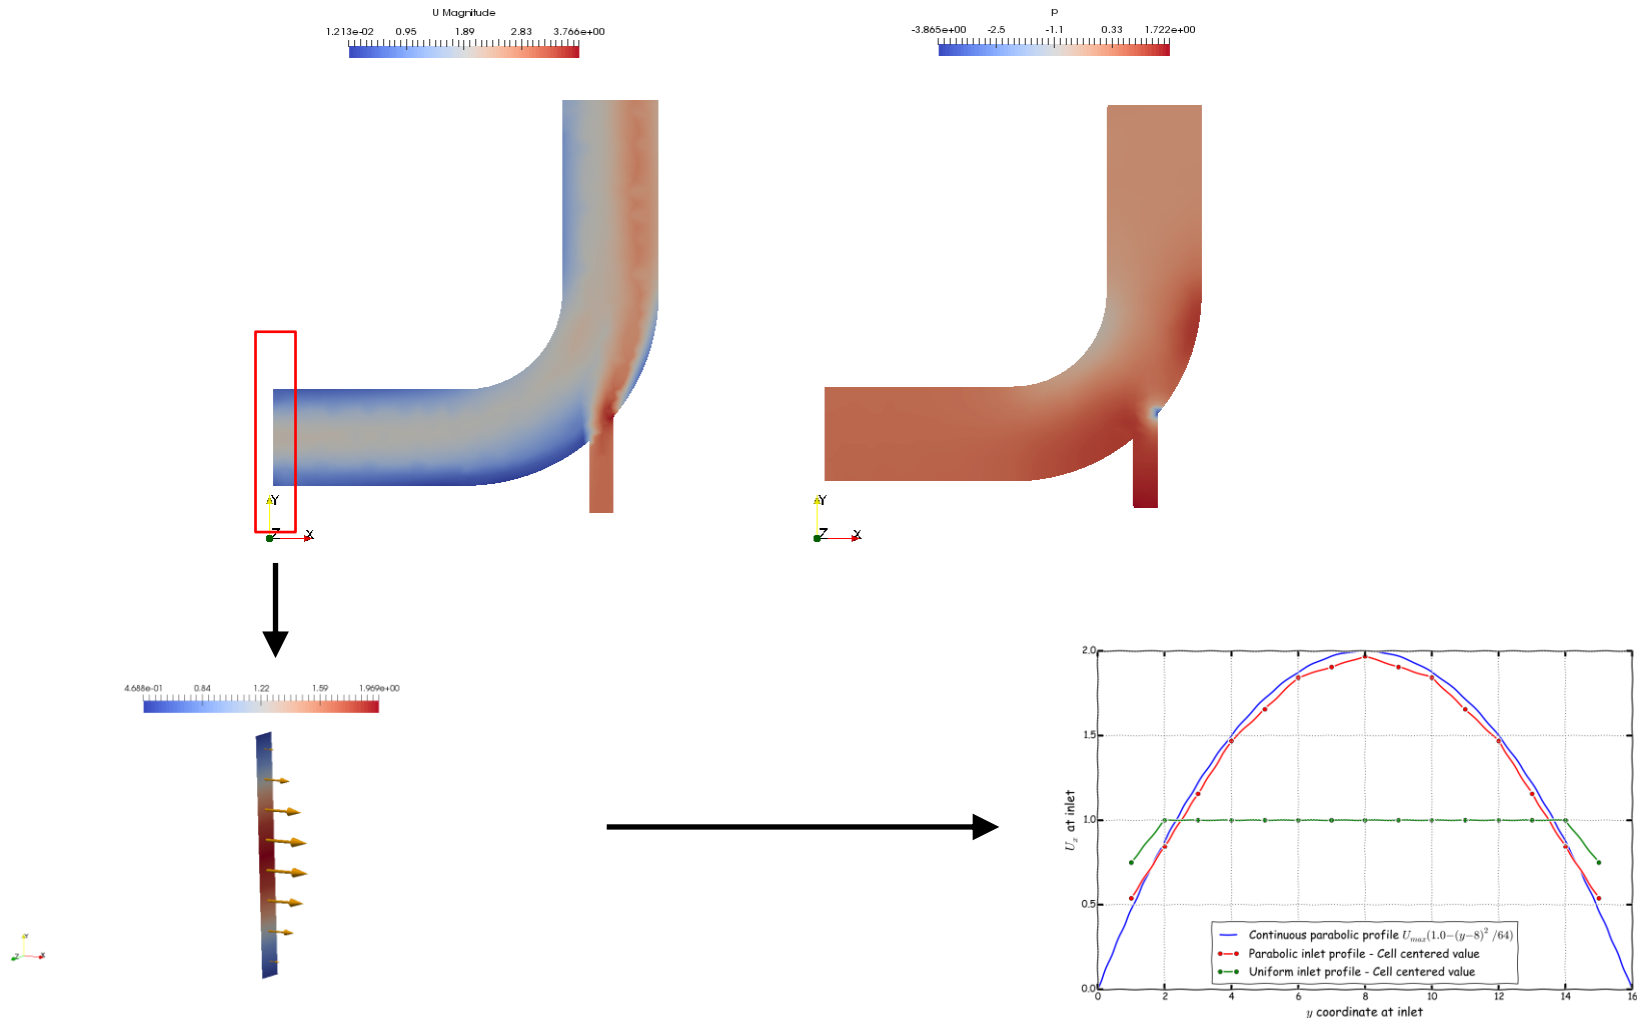 U Magnitude
1.213e-02 0.95 1.89 2.83 3.766e+00
P
-3.865e+00 -2.5 -1.1 0.33 1.722e+00
Y
Z X
Y
Z X
4.688e-01 0.84 1.22 1.59 1.969e+00
Y
Z X
2.0
1.5
1.0
0.5
0.0
U_x at inlet
Continuous parabolic profile U_max(1.0−(y−8)²/64)
Parabolic inlet profile - Cell centered value
Uniform inlet profile - Cell centered value
0 2 4 6 8 10 12 14 16
y coordinate at inlet